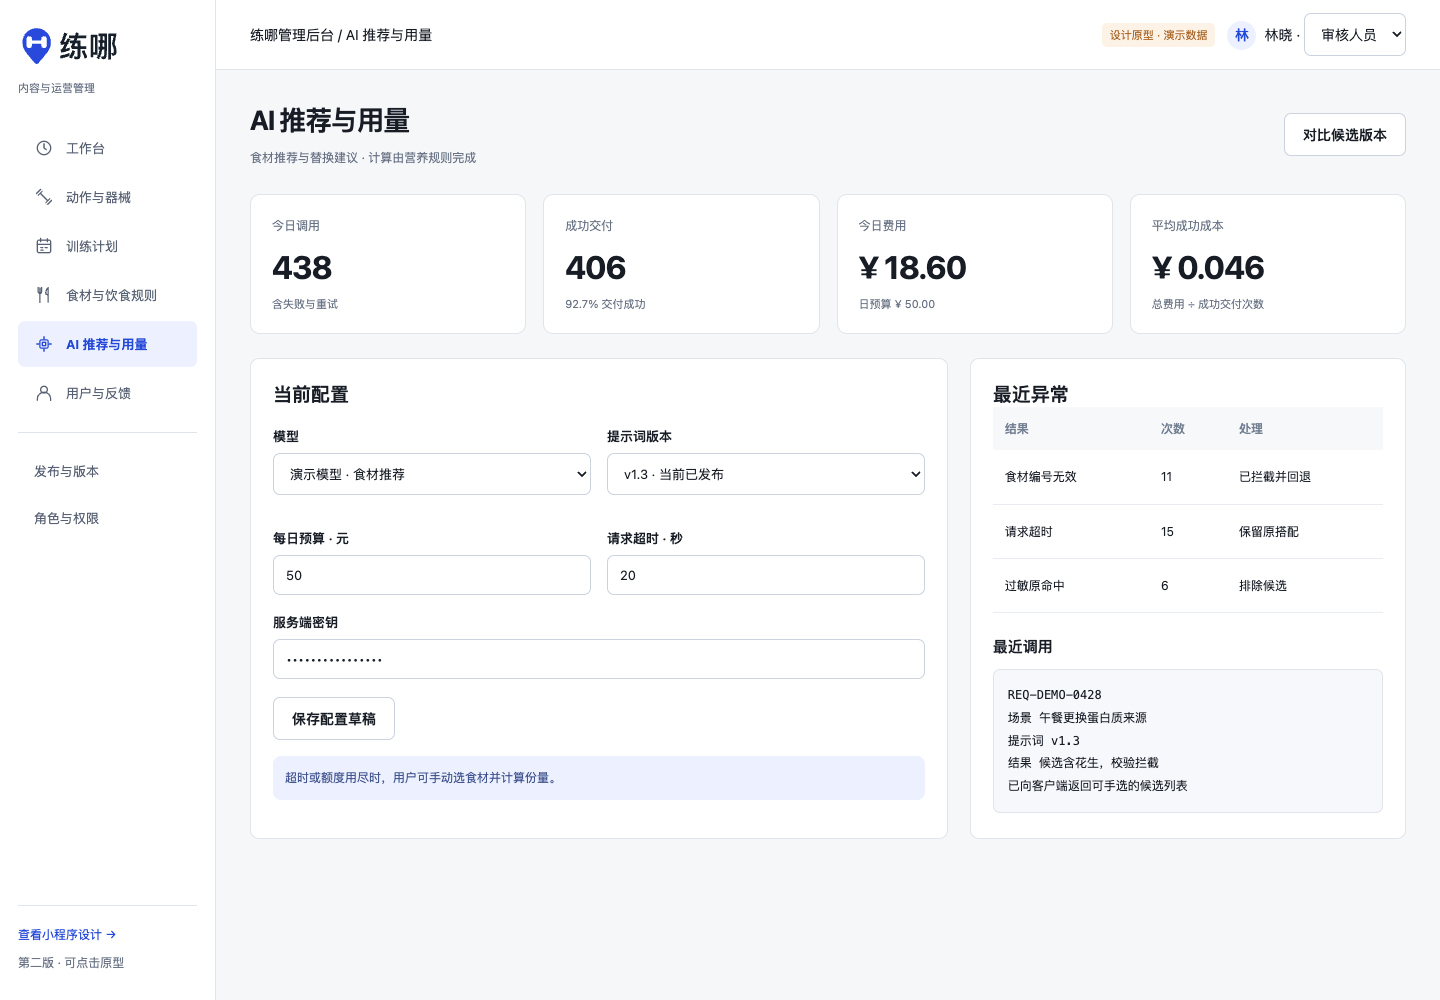 练哪
内容与运营管理
工作台
动作与器械
训练计划
食材与饮食规则
AI 推荐与用量
用户与反馈
发布与版本
角色与权限
查看小程序设计 →
第二版 · 可点击原型
练哪管理后台 / AI 推荐与用量
设计原型 · 演示数据
林
林晓 ·
审核人员
AI 推荐与用量
食材推荐与替换建议 · 计算由营养规则完成
对比候选版本
今日调用
438
含失败与重试
成功交付
406
92.7% 交付成功
今日费用
¥ 18.60
日预算 ¥ 50.00
平均成功成本
¥ 0.046
总费用 ÷ 成功交付次数
当前配置
模型
演示模型 · 食材推荐
提示词版本
v1.3 · 当前已发布
每日预算 · 元
50
请求超时 · 秒
20
服务端密钥
••••••••••••••••
保存配置草稿
超时或额度用尽时，用户可手动选食材并计算份量。
最近异常
结果 次数 处理
食材编号无效 11 已拦截并回退
请求超时 15 保留原搭配
过敏原命中 6 排除候选
最近调用
REQ-DEMO-0428
场景 午餐更换蛋白质来源
提示词 v1.3
结果 候选含花生，校验拦截
已向客户端返回可手选的候选列表